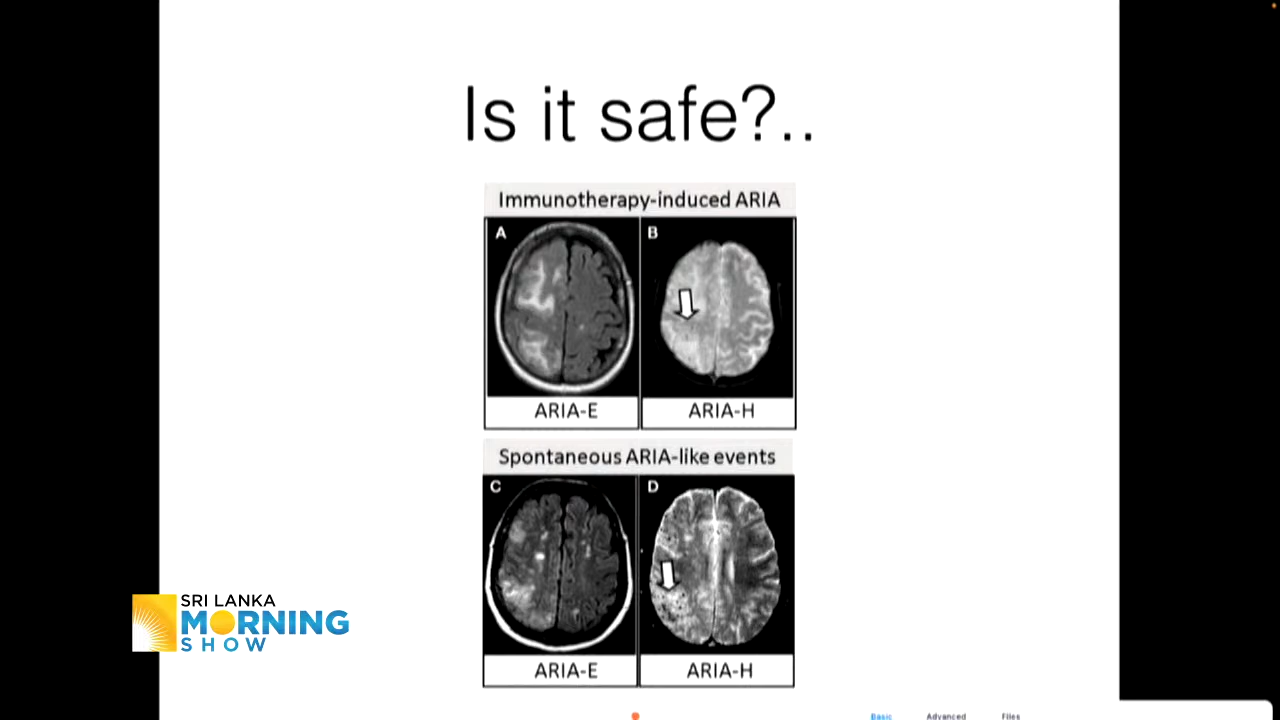 Is it safe?..
Immunotherapy-induced ARIA
A
B
ARIA-E
ARIA-H
Spontaneous ARIA-like events
C
D
ARIA-E
ARIA-H
SRI LANKA
MORNING
SHOW
Basic Advanced Files